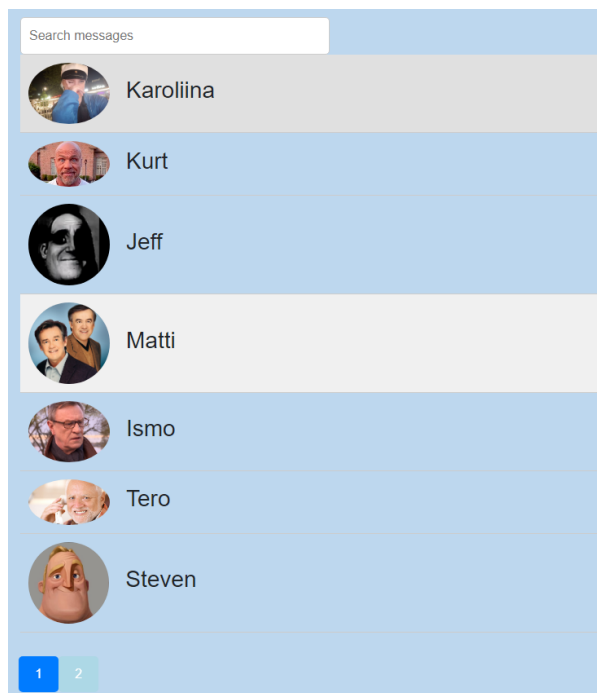 Search messages
Karoliina
Kurt
Jeff
Matti
Ismo
Tero
Steven
1 2